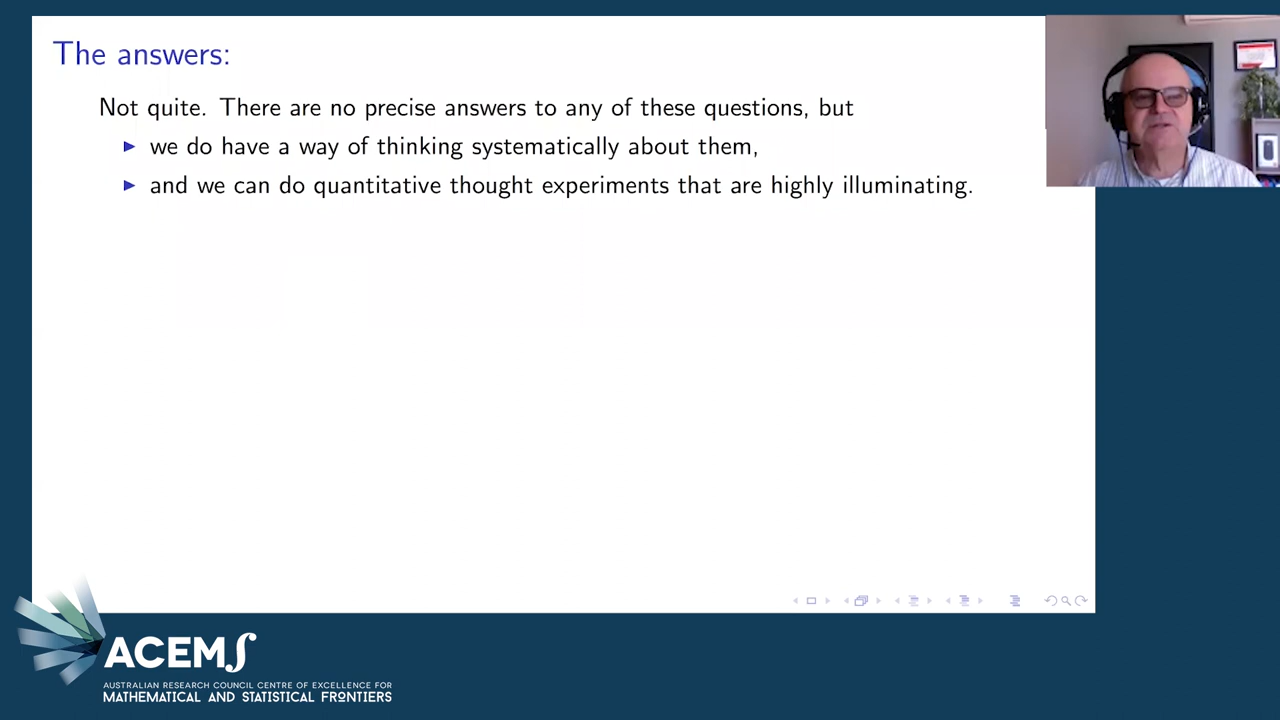 The answers:
Not quite. There are no precise answers to any of these questions, but
we do have a way of thinking systematically about them,
and we can do quantitative thought experiments that are highly illuminating.
ACEMS
AUSTRALIAN RESEARCH COUNCIL CENTRE OF EXCELLENCE FOR
MATHEMATICAL AND STATISTICAL FRONTIERS